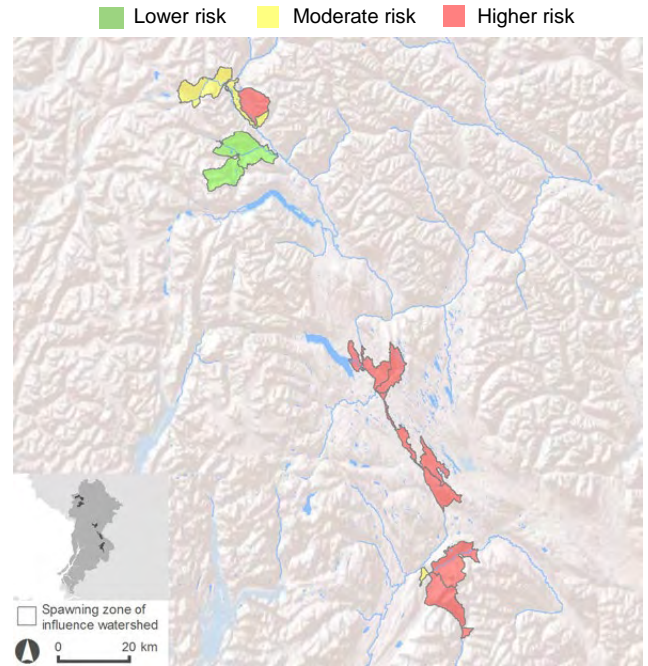 Lower risk Moderate risk Higher risk
Spawning zone of
influence watershed
0 20 km